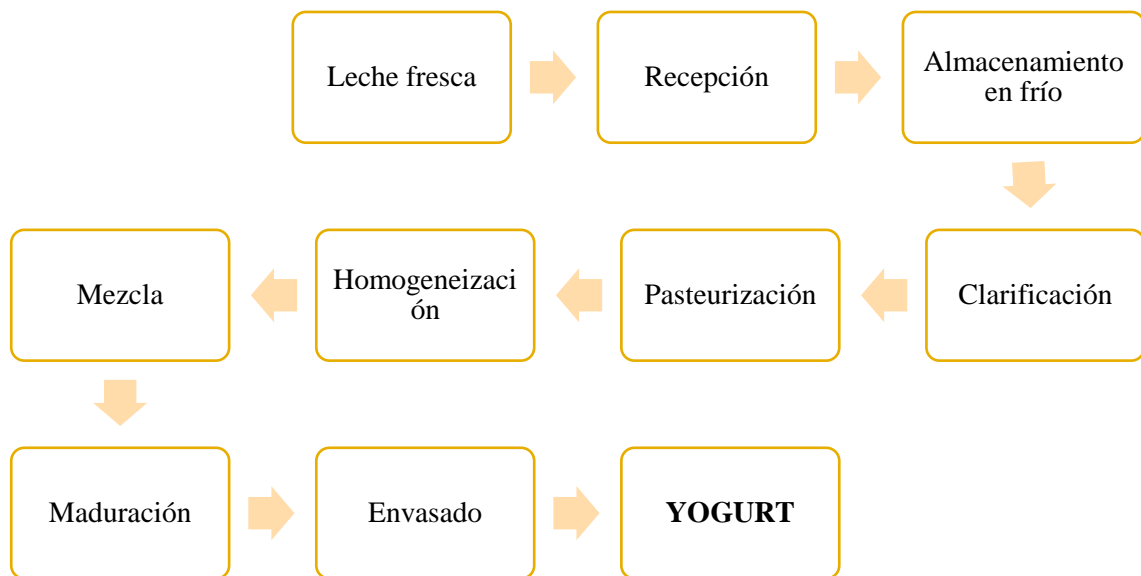 Leche fresca
Recepción
Almacenamiento
en frío
Clarificación
Pasteurización
Homogeneizaci
ón
Mezcla
Maduración
Envasado
YOGURT